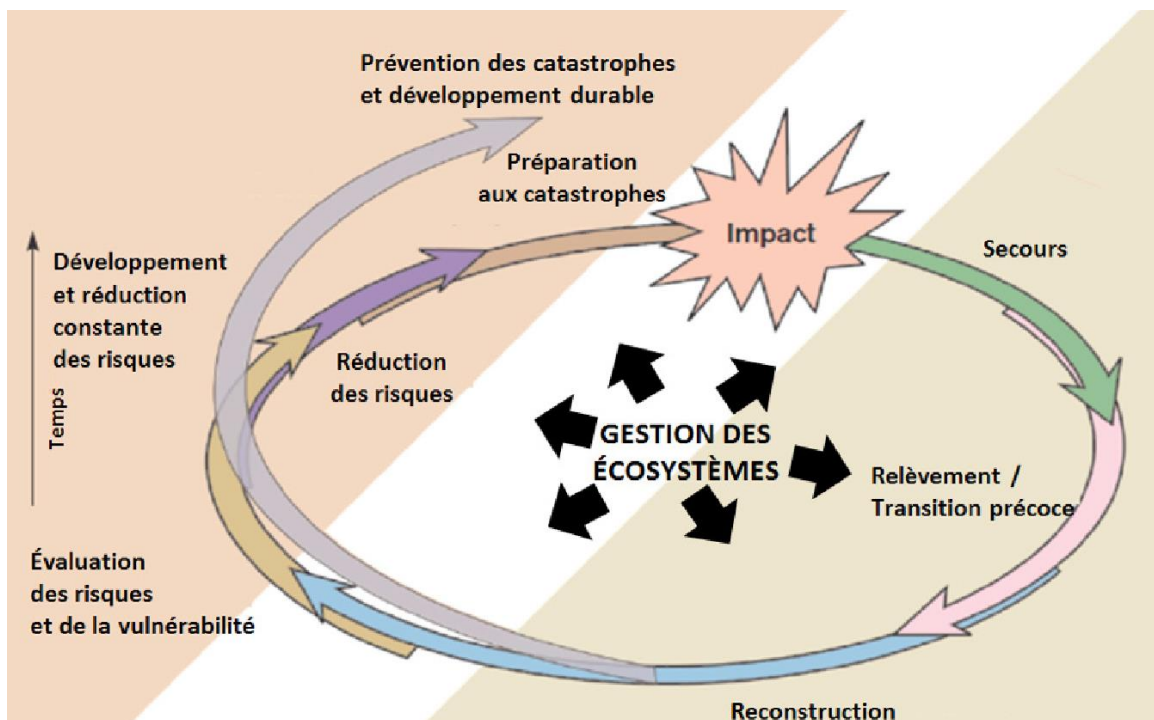 Prévention des catastrophes
et développement durable
Préparation
aux catastrophes
Impact
Secours
Développement
et réduction
constante
des risques
Temps
Réduction
des risques
GESTION DES
ÉCOSYSTÈMES
Relèvement /
Transition précoce
Évaluation
des risques
et de la vulnérabilité
Reconstruction